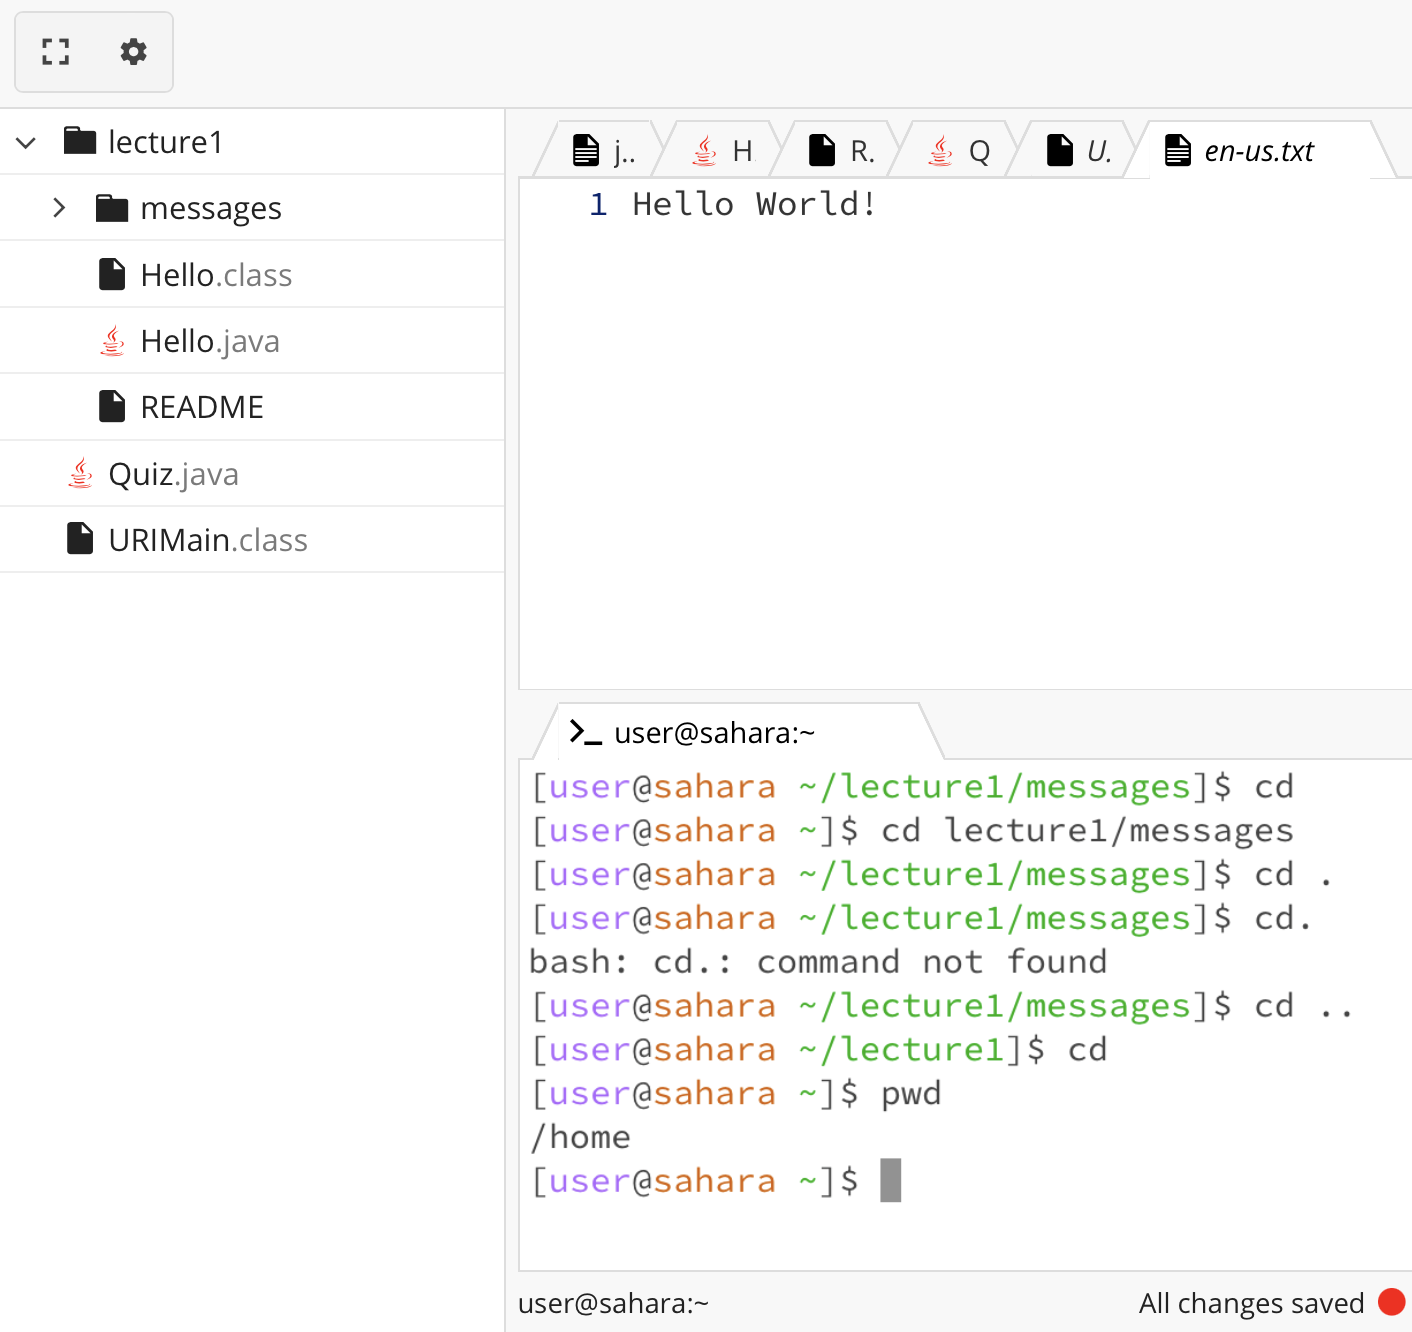 lecture1
messages
Hello.class
Hello.java
README
Quiz.java
URIMain.class
j.. H R. Q U. en-us.txt
1 Hello World!
user@sahara:~
[user@sahara ~/lecture1/messages]$ cd
[user@sahara ~]$ cd lecture1/messages
[user@sahara ~/lecture1/messages]$ cd .
[user@sahara ~/lecture1/messages]$ cd.
bash: cd.: command not found
[user@sahara ~/lecture1/messages]$ cd ..
[user@sahara ~/lecture1]$ cd
[user@sahara ~]$ pwd
/home
[user@sahara ~]$
user@sahara:~ All changes saved